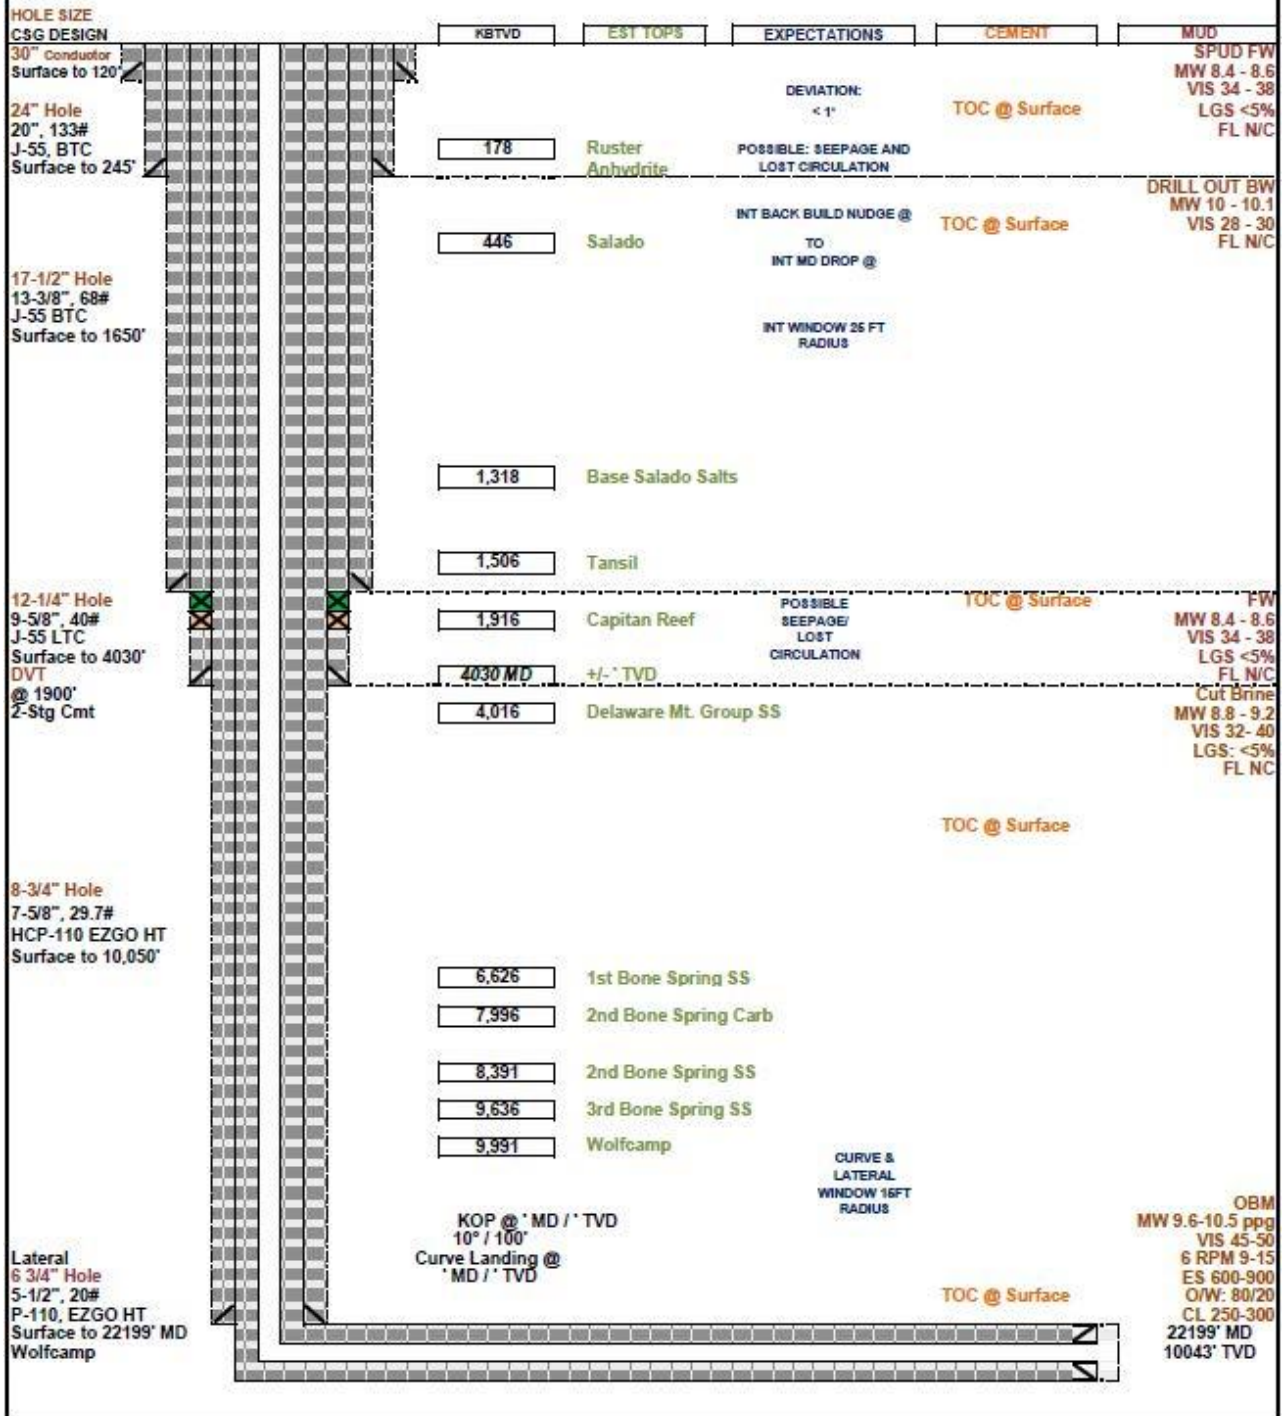 HOLE SIZE
CSG DESIGN
KBTVD
EST TOPS
EXPECTATIONS
CEMENT
MUD
30" Conductor
Surface to 120'
24" Hole
20", 133#
J-55, BTC
Surface to 245'
178
Ruster
Anhydrite
DEVIATION:
< 1°
POSSIBLE: SEEPAGE AND
LOST CIRCULATION
TOC @ Surface
SPUD FW
MW 8.4 - 8.6
VIS 34 - 38
LGS <5%
FL N/C
17-1/2" Hole
13-3/8", 68#
J-55 BTC
Surface to 1650'
446
Salado
INT BACK BUILD NUDGE @
TO
INT MD DROP @
INT WINDOW 25 FT
RADIUS
TOC @ Surface
DRILL OUT BW
MW 10 - 10.1
VIS 28 - 30
FL N/C
1,318
Base Salado Salts
1,506
Tansil
12-1/4" Hole
9-5/8", 40#
J-55 LTC
Surface to 4030'
DVT
@ 1900'
2-Stg Cmt
1,916
Capitan Reef
4030 MD
+/- ' TVD
POSSIBLE
SEEPAGE/
LOST
CIRCULATION
TOC @ Surface
FW
MW 8.4 - 8.6
VIS 34 - 38
LGS <5%
FL N/C
4,016
Delaware Mt. Group SS
Cut Brine
MW 8.8 - 9.2
VIS 32- 40
LGS: <5%
FL NC
TOC @ Surface
8-3/4" Hole
7-5/8", 29.7#
HCP-110 EZGO HT
Surface to 10,050'
6,626
1st Bone Spring SS
7,996
2nd Bone Spring Carb
8,391
2nd Bone Spring SS
9,636
3rd Bone Spring SS
9,991
Wolfcamp
CURVE &
LATERAL
WINDOW 15FT
RADIUS
KOP @ ' MD / ' TVD
10° / 100'
Curve Landing @
' MD / ' TVD
Lateral
6 3/4" Hole
5-1/2", 20#
P-110, EZGO HT
Surface to 22199' MD
Wolfcamp
TOC @ Surface
OBM
MW 9.6-10.5 ppg
VIS 45-50
6 RPM 9-15
ES 600-900
O/W: 80/20
CL 250-300
22199' MD
10043' TVD